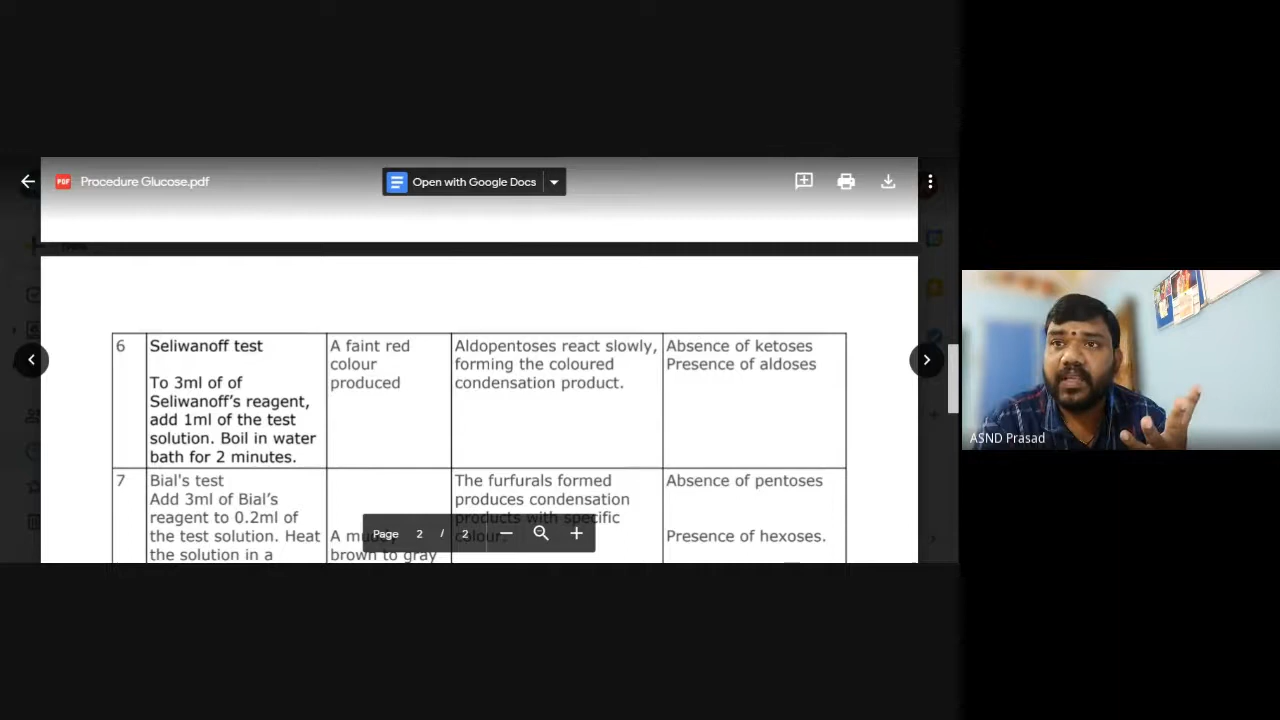 Procedure Glucose.pdf
Open with Google Docs
6
Seliwanoff test
To 3ml of of
Seliwanoff's reagent,
add 1ml of the test
solution. Boil in water
bath for 2 minutes.
A faint red
colour
produced
Aldopentoses react slowly,
forming the coloured
condensation product.
Absence of ketoses
Presence of aldoses
7
Bial's test
Add 3ml of Bial's
reagent to 0.2ml of
the test solution. Heat
the solution in a
A muddy
brown to gray
The furfurals formed
produces condensation
products with specific
colour.
Absence of pentoses
Presence of hexoses.
Page 2 / 2
PDF
ASND Prasad